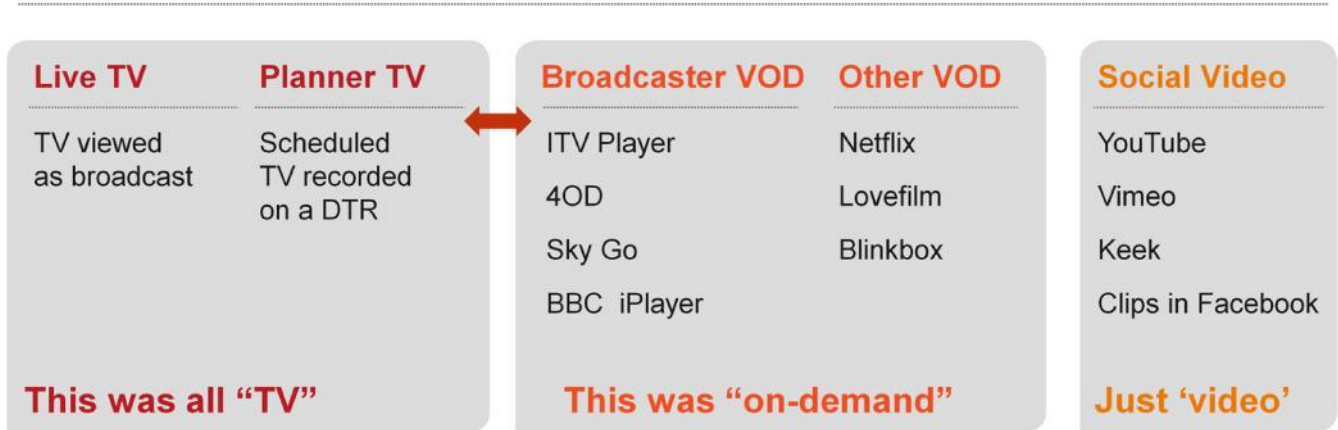 Live TV
TV viewed
as broadcast
Planner TV
Scheduled
TV recorded
on a DTR
This was all “TV”
Broadcaster VOD
ITV Player
4OD
Sky Go
BBC iPlayer
Other VOD
Netflix
Lovefilm
Blinkbox
This was “on-demand”
Social Video
YouTube
Vimeo
Keek
Clips in Facebook
Just ‘video’